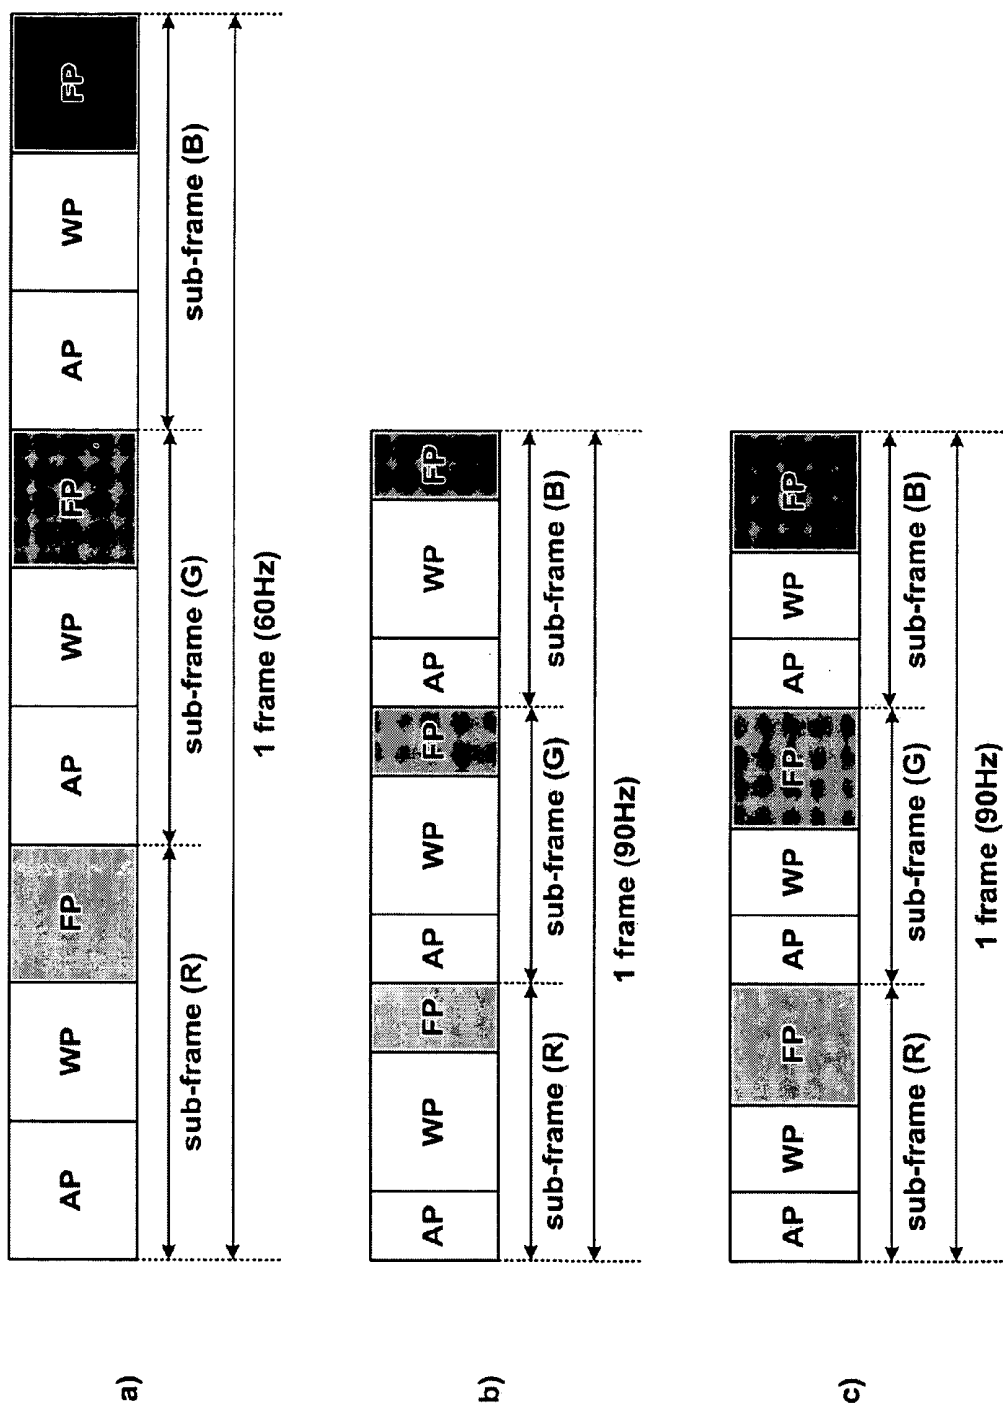 a)
AP WP FP AP WP FP AP WP FP
sub-frame (R) sub-frame (G) sub-frame (B)
1 frame (60Hz)
b)
AP WP FP AP WP FP AP WP FP
sub-frame (R) sub-frame (G) sub-frame (B)
1 frame (90Hz)
c)
AP WP FP AP WP FP AP WP FP
sub-frame (R) sub-frame (G) sub-frame (B)
1 frame (90Hz)